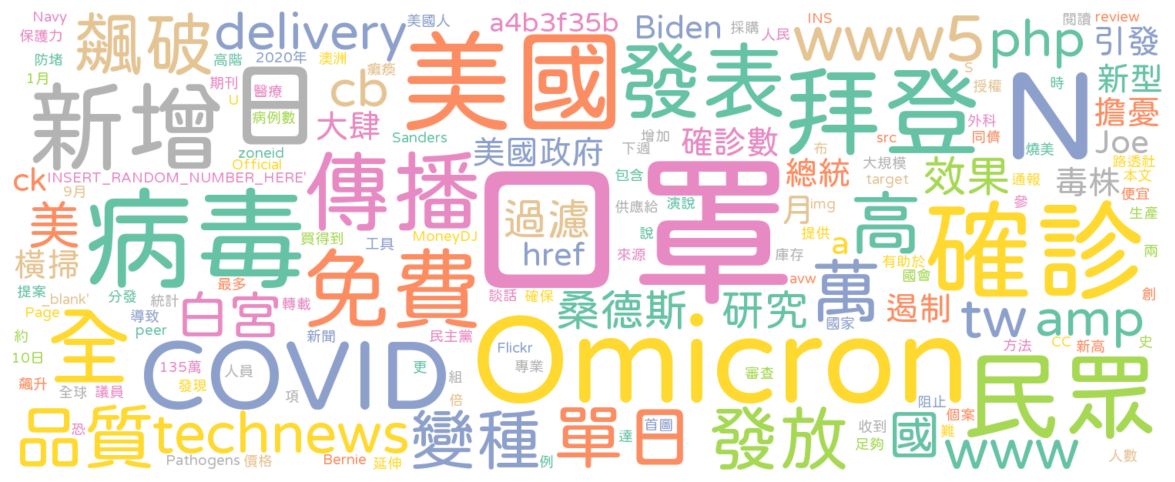 Navy
飆破
delivery
美國人
a4b3f35b
Biden
採購
INS
www5
php
閱讀
review
保護力
美國
人民
引發
防堵
高階
2020年
澳洲
發表
拜登
N
S
新型
1月
新增
期刊
日
癱瘓
cb
授權
時
U
醫療
擔憂
病例數
大肆
Sanders
增加
確診數
外科
src
同儕
Joe
zoneid
美國政府
下週
布
燒美
Official
傳播
口罩
大規模
路透社
ck
INSERT_RANDOM_NUMBER_HERE'
包含
總統
target
效果
通報
毒株
本文
9月
過濾
供應給
演說
月
img
參
便宜
美
病毒
買得到
工具
MoneyDJ
href
說
提供
高
確診
生產
橫掃
免費
來源
庫存
a
有助於
兩
提案
_blank'
最多
avw
萬
國會
分發
統計
白宮
轉載
談話
確保
桑德斯
研究
遏制
創
Page
導致
國家
tw
amp
約
全
peer
新聞
民主黨
Omicron
史
10日
COVID
Flickr
CC
新高
方法
飆升
全球
議員
135萬
發現
人員
更
組
專業
審查
民眾
項
倍
阻止
個案
品質
恐
technews
變種
單日
達
首圖
發放
國
難
收到
足夠
www
Pathogens
價格
Bernie
延伸
例
人數